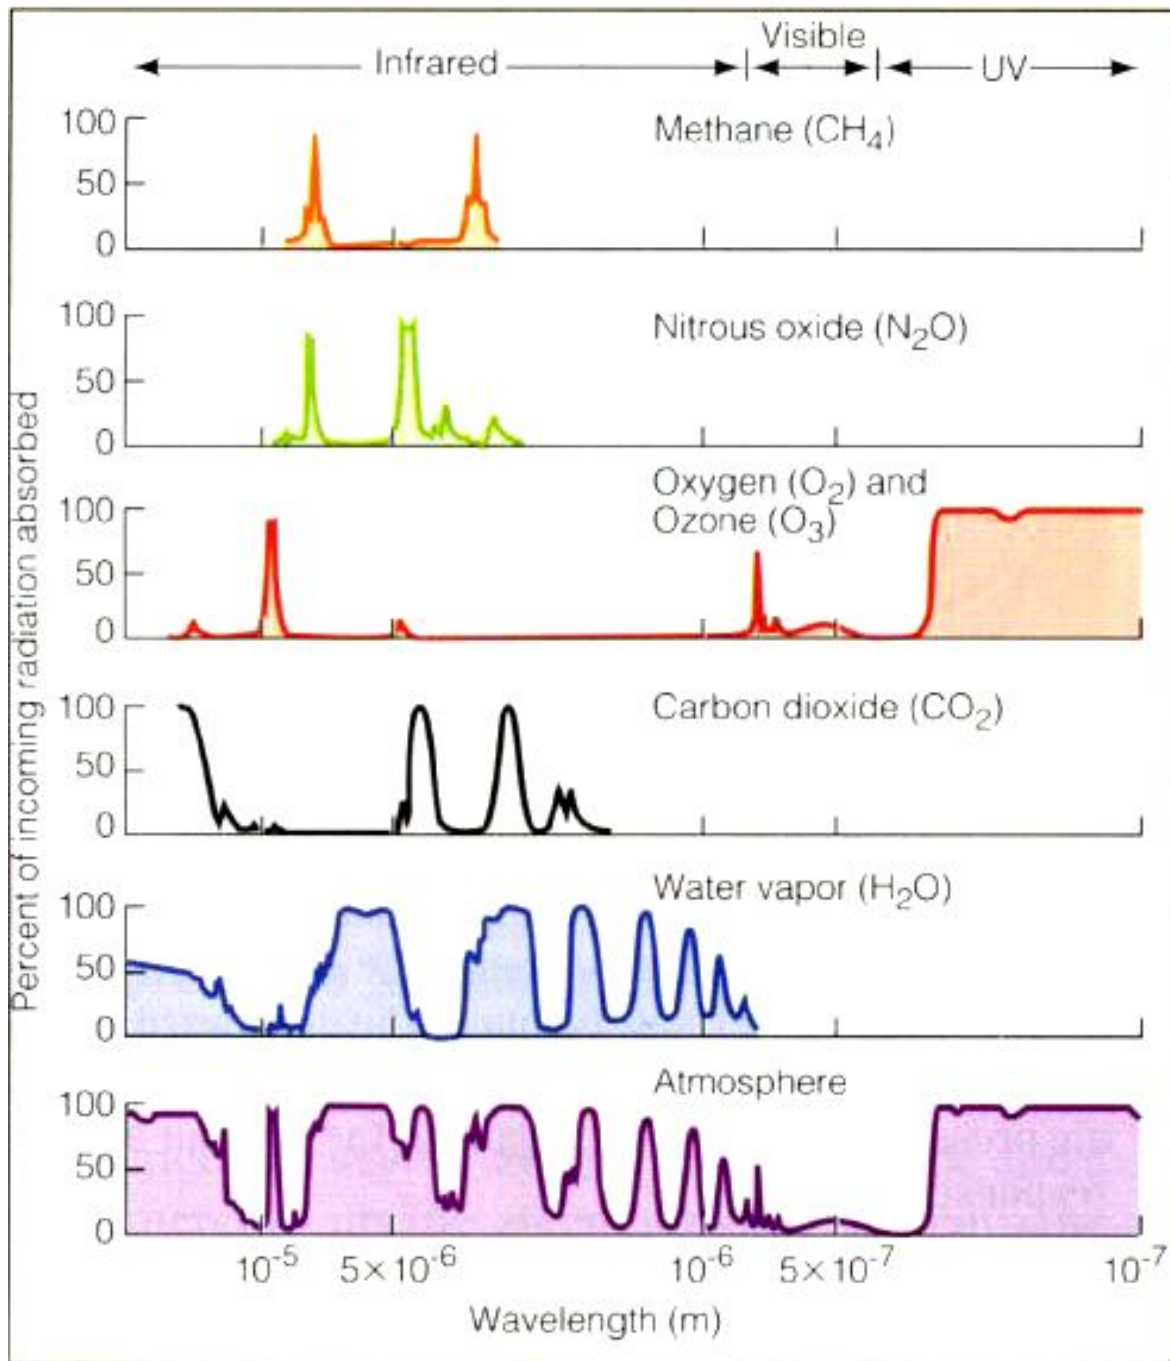 Visible
Infrared
UV
Percent of incoming radiation absorbed
Methane (CH₄)
100
50
0
Nitrous oxide (N₂O)
100
50
0
Oxygen (O₂) and
Ozone (O₃)
100
50
0
Carbon dioxide (CO₂)
100
50
0
Water vapor (H₂O)
100
50
0
Atmosphere
100
50
0
10⁻⁵ 5×10⁻⁶ 10⁻⁶ 5×10⁻⁷ 10⁻⁷
Wavelength (m)